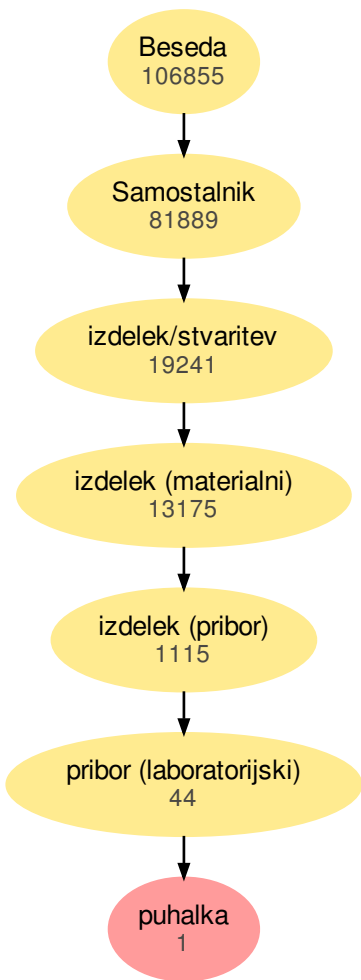 Beseda
106855
Samostalnik
81889
izdelek/stvaritev
19241
izdelek (materialni)
13175
izdelek (pribor)
1115
pribor (laboratorijski)
44
puhalka
1